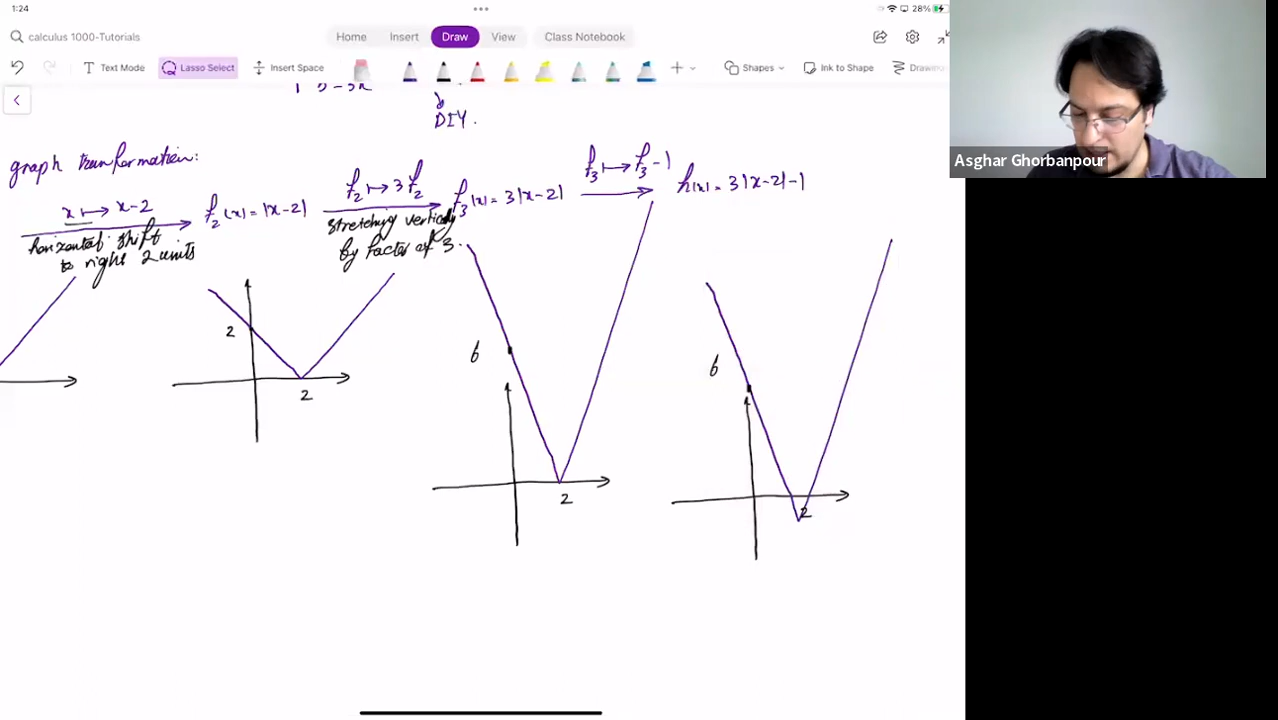 1:24
28%
calculus 1000-Tutorials
Home
Insert
Draw
View
Class Notebook
Text Mode
Lasso Select
Insert Space
Shapes
Ink to Shape
Drawing
DIY.
graph transformation:
x ↦ x-2
horizontal shift
to right 2 units
f₂(x) = |x-2|
f₂ ↦ 3f₂
stretching vertically
by factor of 3.
f₃(x) = 3|x-2|
f₃ ↦ f₃-1
h(x) = 3|x-2|-1
2
2
6
2
6
2
Asghar Ghorbanpour